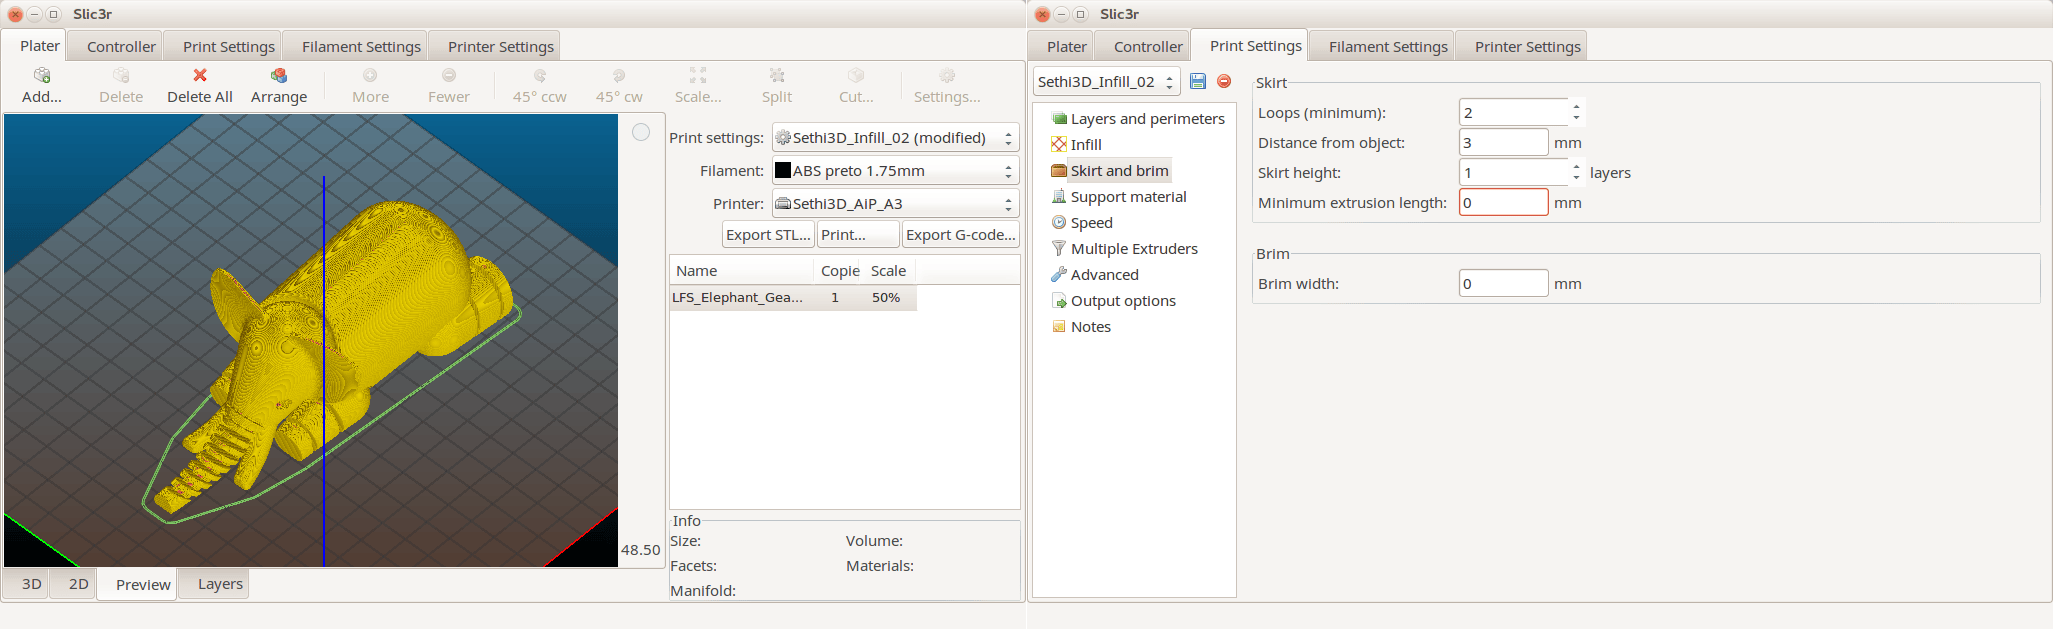 Slic3r
Plater Controller Print Settings Filament Settings Printer Settings
Add... Delete Delete All Arrange More Fewer 45° ccw 45° cw Scale... Split Cut... Settings...
Print settings: Sethi3D_Infill_02 (modified)
Filament: ABS preto 1.75mm
Printer: Sethi3D_AiP_A3
Export STL... Print... Export G-code...
Name Copie Scale
LFS_Elephant_Gea... 1 50%
Info
Size: Volume:
Facets: Materials:
Manifold:
48.50
3D 2D Preview Layers
Slic3r
Plater Controller Print Settings Filament Settings Printer Settings
Sethi3D_Infill_02
Layers and perimeters
Infill
Skirt and brim
Support material
Speed
Multiple Extruders
Advanced
Output options
Notes
Skirt
Loops (minimum): 2
Distance from object: 3 mm
Skirt height: 1 layers
Minimum extrusion length: 0 mm
Brim
Brim width: 0 mm